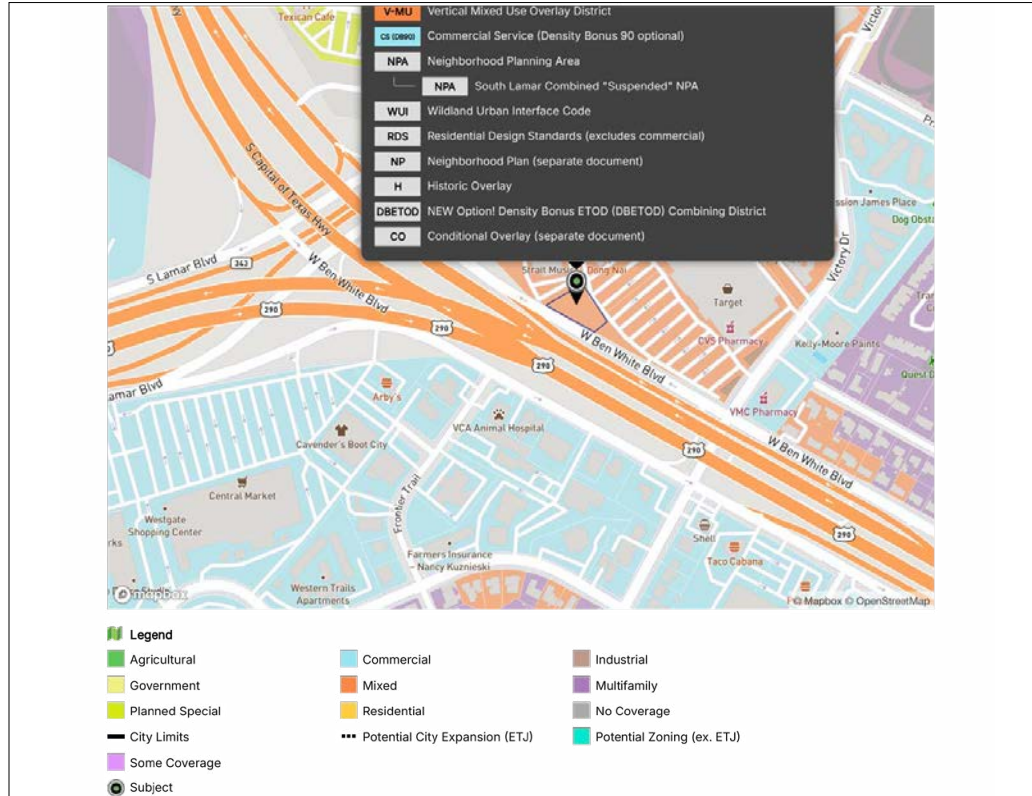 Texican Cafe
V-MU Vertical Mixed Use Overlay District
CS (DB90) Commercial Service (Density Bonus 90 optional)
NPA Neighborhood Planning Area
NPA South Lamar Combined "Suspended" NPA
WUI Wildland Urban Interface Code
RDS Residential Design Standards (excludes commercial)
NP Neighborhood Plan (separate document)
H Historic Overlay
DBETOD NEW Option! Density Bonus ETOD (DBETOD) Combining District
CO Conditional Overlay (separate document)
Victor
Pr
ssion James Place
Dog Obsta
Victory Dr
S Capital of Texas Hwy
S Lamar Blvd
343
W Ben White Blvd
290
290
290
Strait Music
Dong Nai
Target
CVS Pharmacy
Kelly-Moore Paints
Tra
C
Quest D
W Ben White Blvd
VMC Pharmacy
W Ben White Blvd
amar Blvd
Arby's
VCA Animal Hospital
Cavender's Boot City
290
Central Market
Westgate
Shopping Center
rks
Frontier Trail
Farmers Insurance
- Nancy Kuznieski
Shell
Taco Cabana
290
Western Trails
Apartments
mapbox
© Mapbox © OpenStreetMap
Legend
Agricultural
Commercial
Industrial
Government
Mixed
Multifamily
Planned Special
Residential
No Coverage
City Limits
Potential City Expansion (ETJ)
Potential Zoning (ex. ETJ)
Some Coverage
Subject